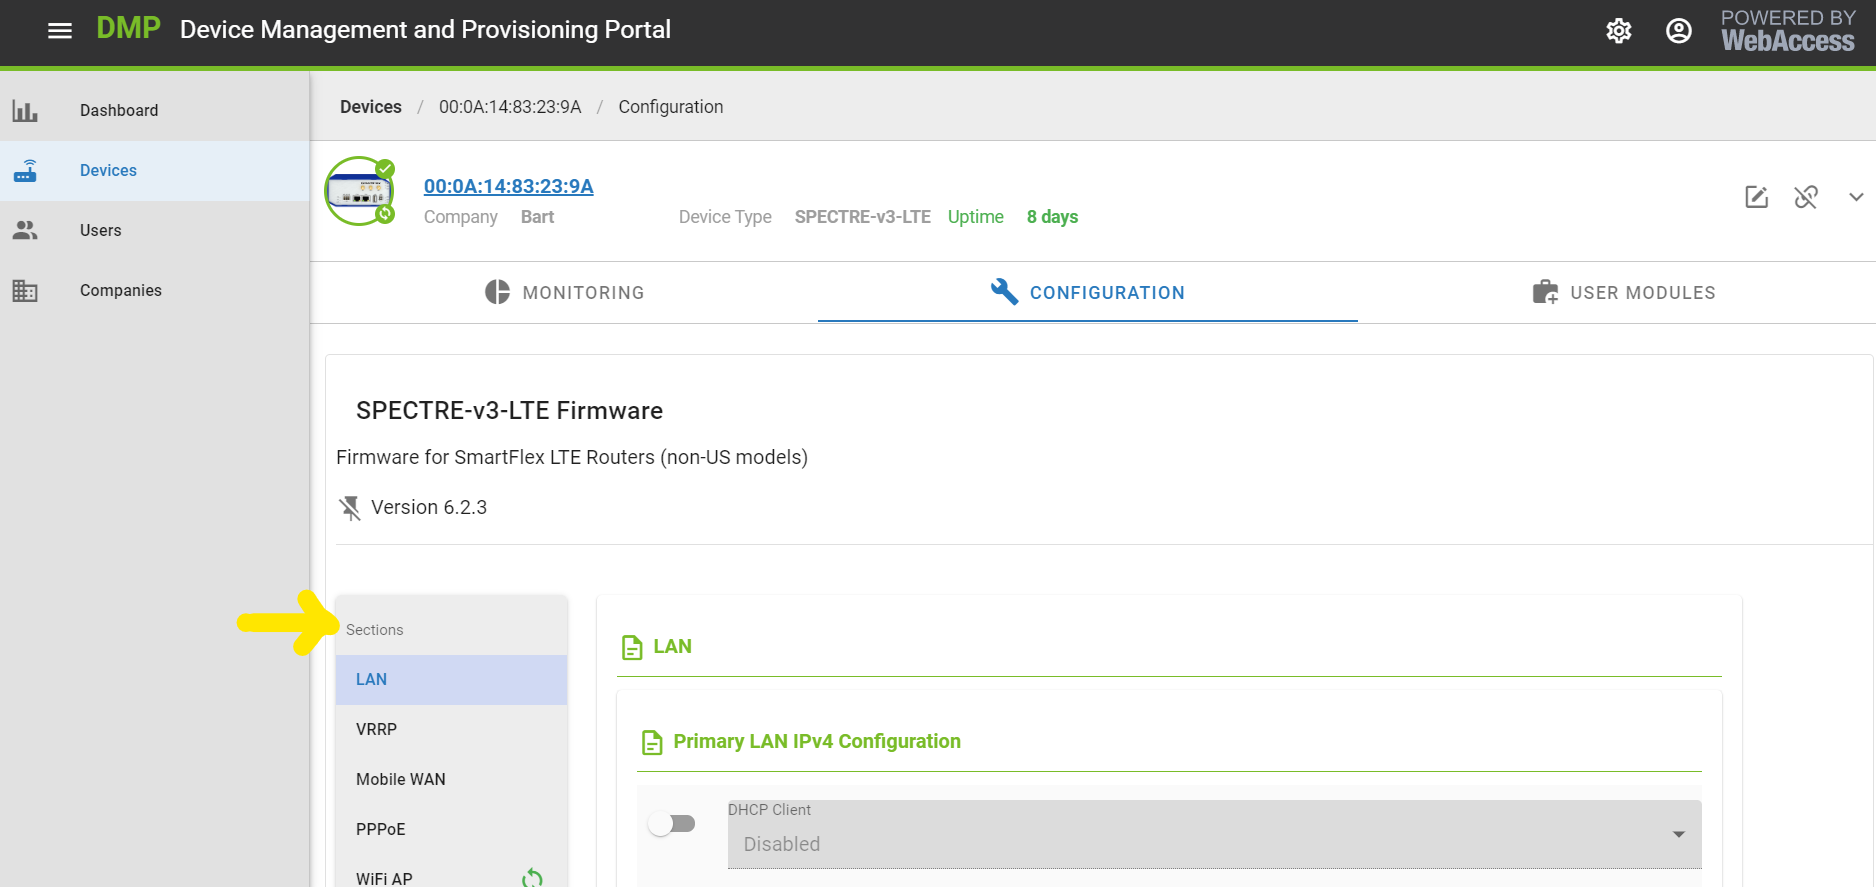 DMP Device Management and Provisioning Portal
POWERED BY
WebAccess
Dashboard
Devices
Users
Companies
Devices / 00:0A:14:83:23:9A / Configuration
00:0A:14:83:23:9A
Company Bart Device Type SPECTRE-v3-LTE Uptime 8 days
MONITORING CONFIGURATION USER MODULES
SPECTRE-v3-LTE Firmware
Firmware for SmartFlex LTE Routers (non-US models)
Version 6.2.3
Sections
LAN
VRRP
Mobile WAN
PPPoE
WiFi AP
LAN
Primary LAN IPv4 Configuration
DHCP Client
Disabled